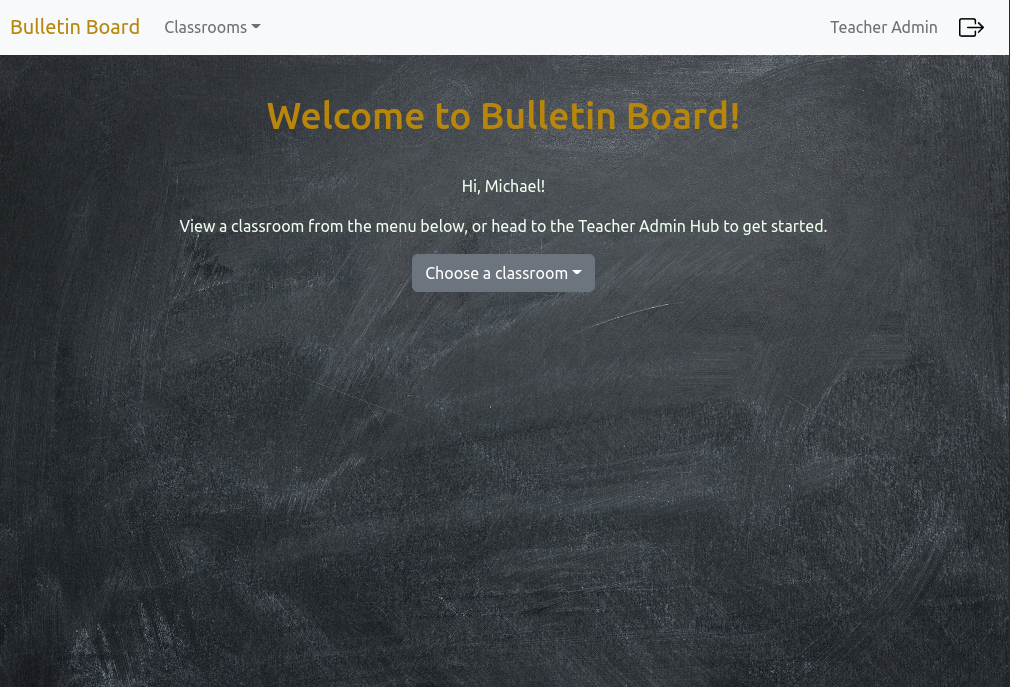 Bulletin Board Classrooms Teacher Admin
Welcome to Bulletin Board!
Hi, Michael!
View a classroom from the menu below, or head to the Teacher Admin Hub to get started.
Choose a classroom